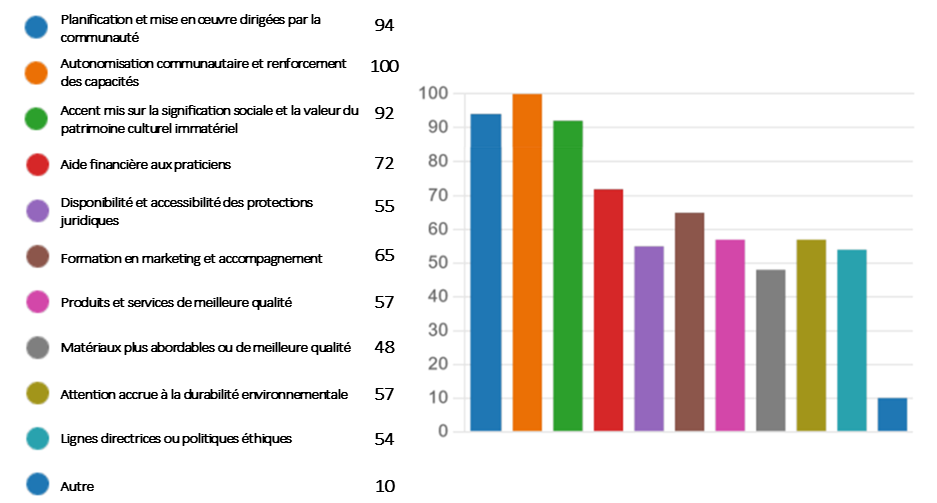 Planification et mise en œuvre dirigées par la
communauté
94
Autonomisation communautaire et renforcement
des capacités
100
Accent mis sur la signification sociale et la valeur du
patrimoine culturel immatériel
92
Aide financière aux praticiens
72
Disponibilité et accessibilité des protections
juridiques
55
Formation en marketing et accompagnement
65
Produits et services de meilleure qualité
57
Matériaux plus abordables ou de meilleure qualité
48
Attention accrue à la durabilité environnementale
57
Lignes directrices ou politiques éthiques
54
Autre
10
100
90
80
70
60
50
40
30
20
10
0